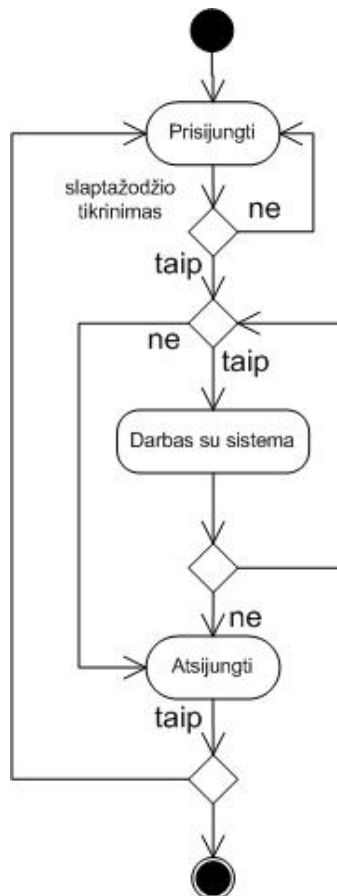 Prisijungti
slaptažodžio
tikrinimas
ne
taip
ne
taip
Darbas su sistema
ne
Atsijungti
taip